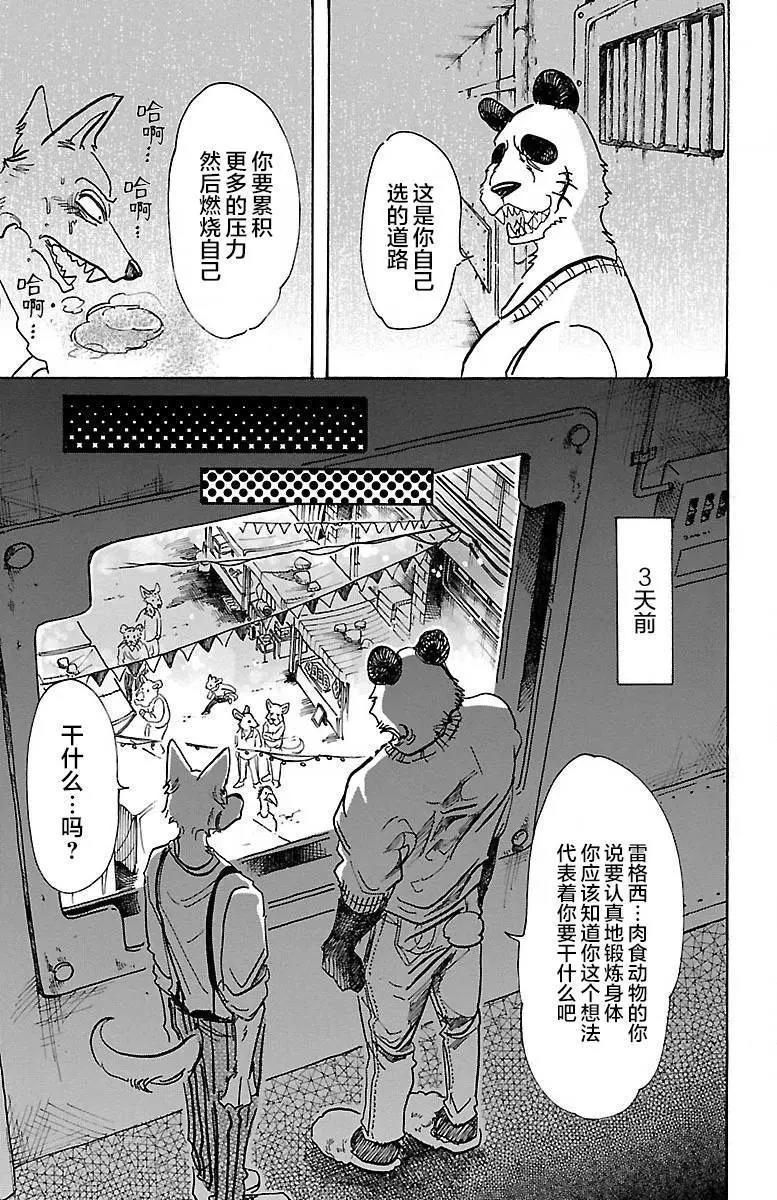 这是你自己
选的道路
你要累积
更多的压力
然后燃烧自己
哈啊…
哈啊…
哈啊…
3天前
雷格西…肉食动物的你
说要认真地锻炼身体
你应该知道你这个想法
代表着你要干什么吧
干什么…吗？